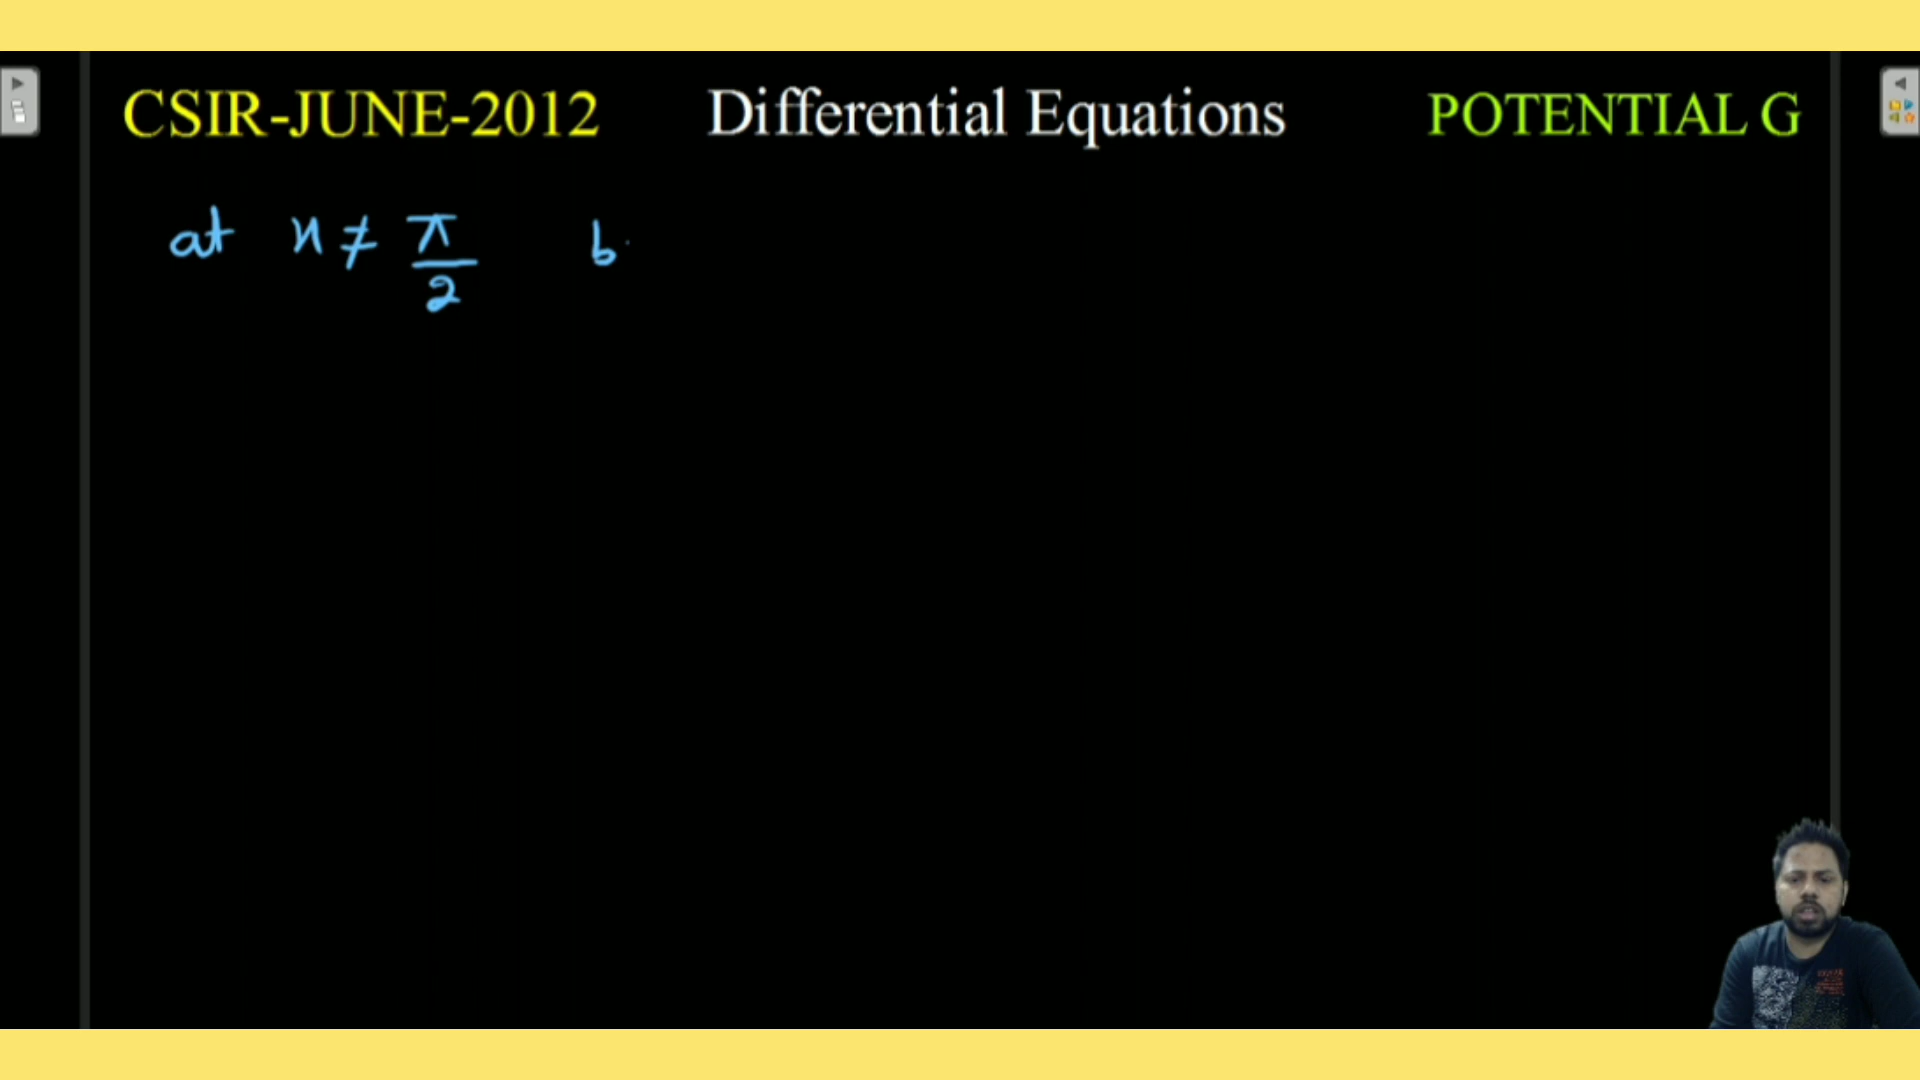 CSIR-JUNE-2012 Differential Equations POTENTIAL G
at x ≠ π/2 b